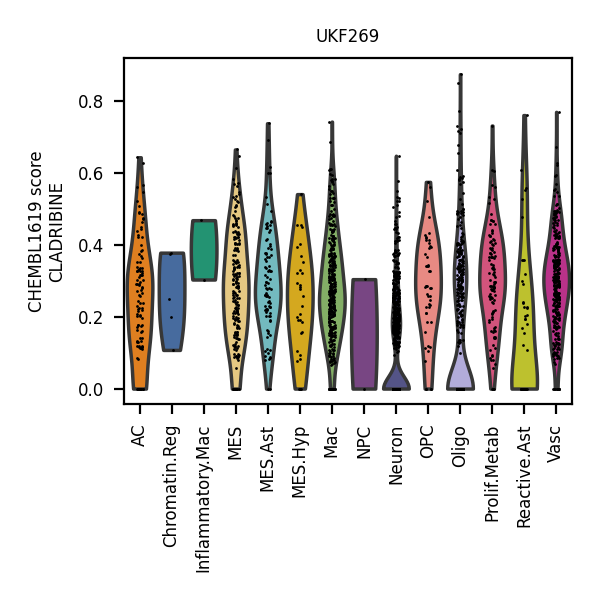 UKF269
CHEMBL1619 score
CLADRIBINE
0.8
0.6
0.4
0.2
0.0
AC
Chromatin.Reg
Inflammatory.Mac
MES
MES.Ast
MES.Hyp
Mac
NPC
Neuron
OPC
Oligo
Prolif.Metab
Reactive.Ast
Vasc